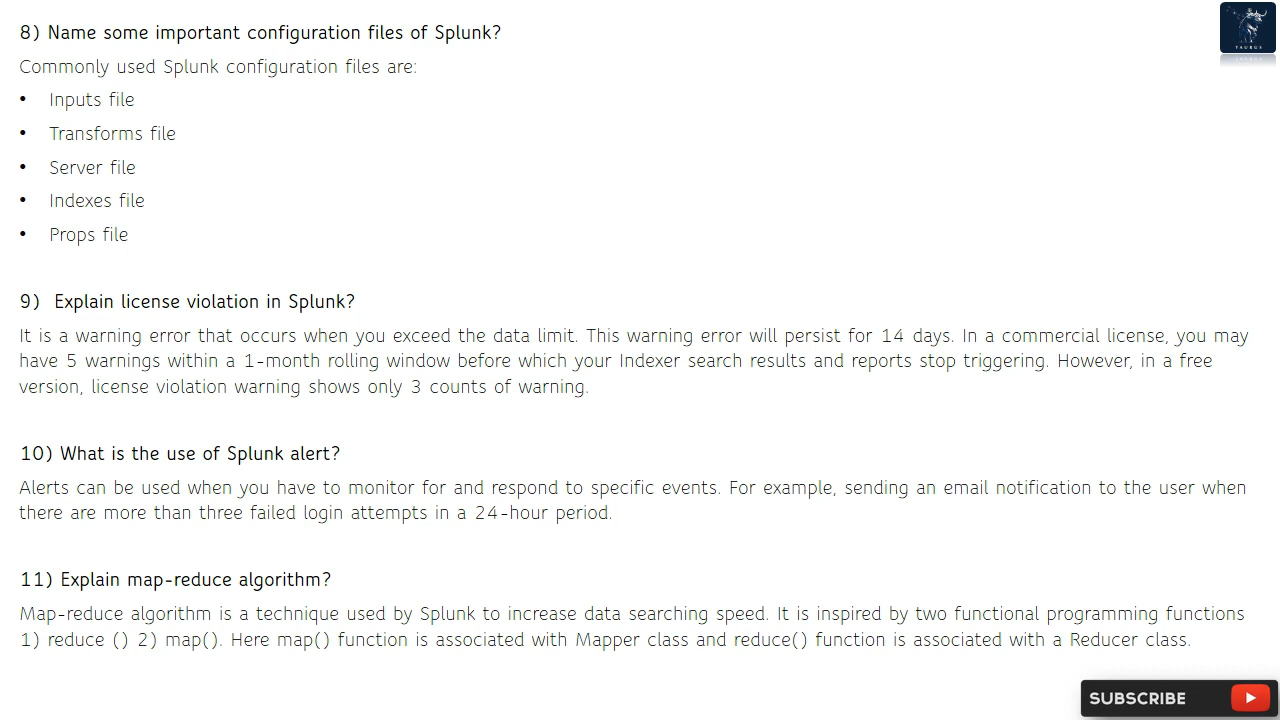 8) Name some important configuration files of Splunk?
Commonly used Splunk configuration files are:
• Inputs file
• Transforms file
• Server file
• Indexes file
• Props file
9) Explain license violation in Splunk?
It is a warning error that occurs when you exceed the data limit. This warning error will persist for 14 days. In a commercial license, you may
have 5 warnings within a 1-month rolling window before which your Indexer search results and reports stop triggering. However, in a free
version, license violation warning shows only 3 counts of warning.
10) What is the use of Splunk alert?
Alerts can be used when you have to monitor for and respond to specific events. For example, sending an email notification to the user when
there are more than three failed login attempts in a 24-hour period.
11) Explain map-reduce algorithm?
Map-reduce algorithm is a technique used by Splunk to increase data searching speed. It is inspired by two functional programming functions
1) reduce () 2) map(). Here map() function is associated with Mapper class and reduce() function is associated with a Reducer class.
TAURUS
SUBSCRIBE